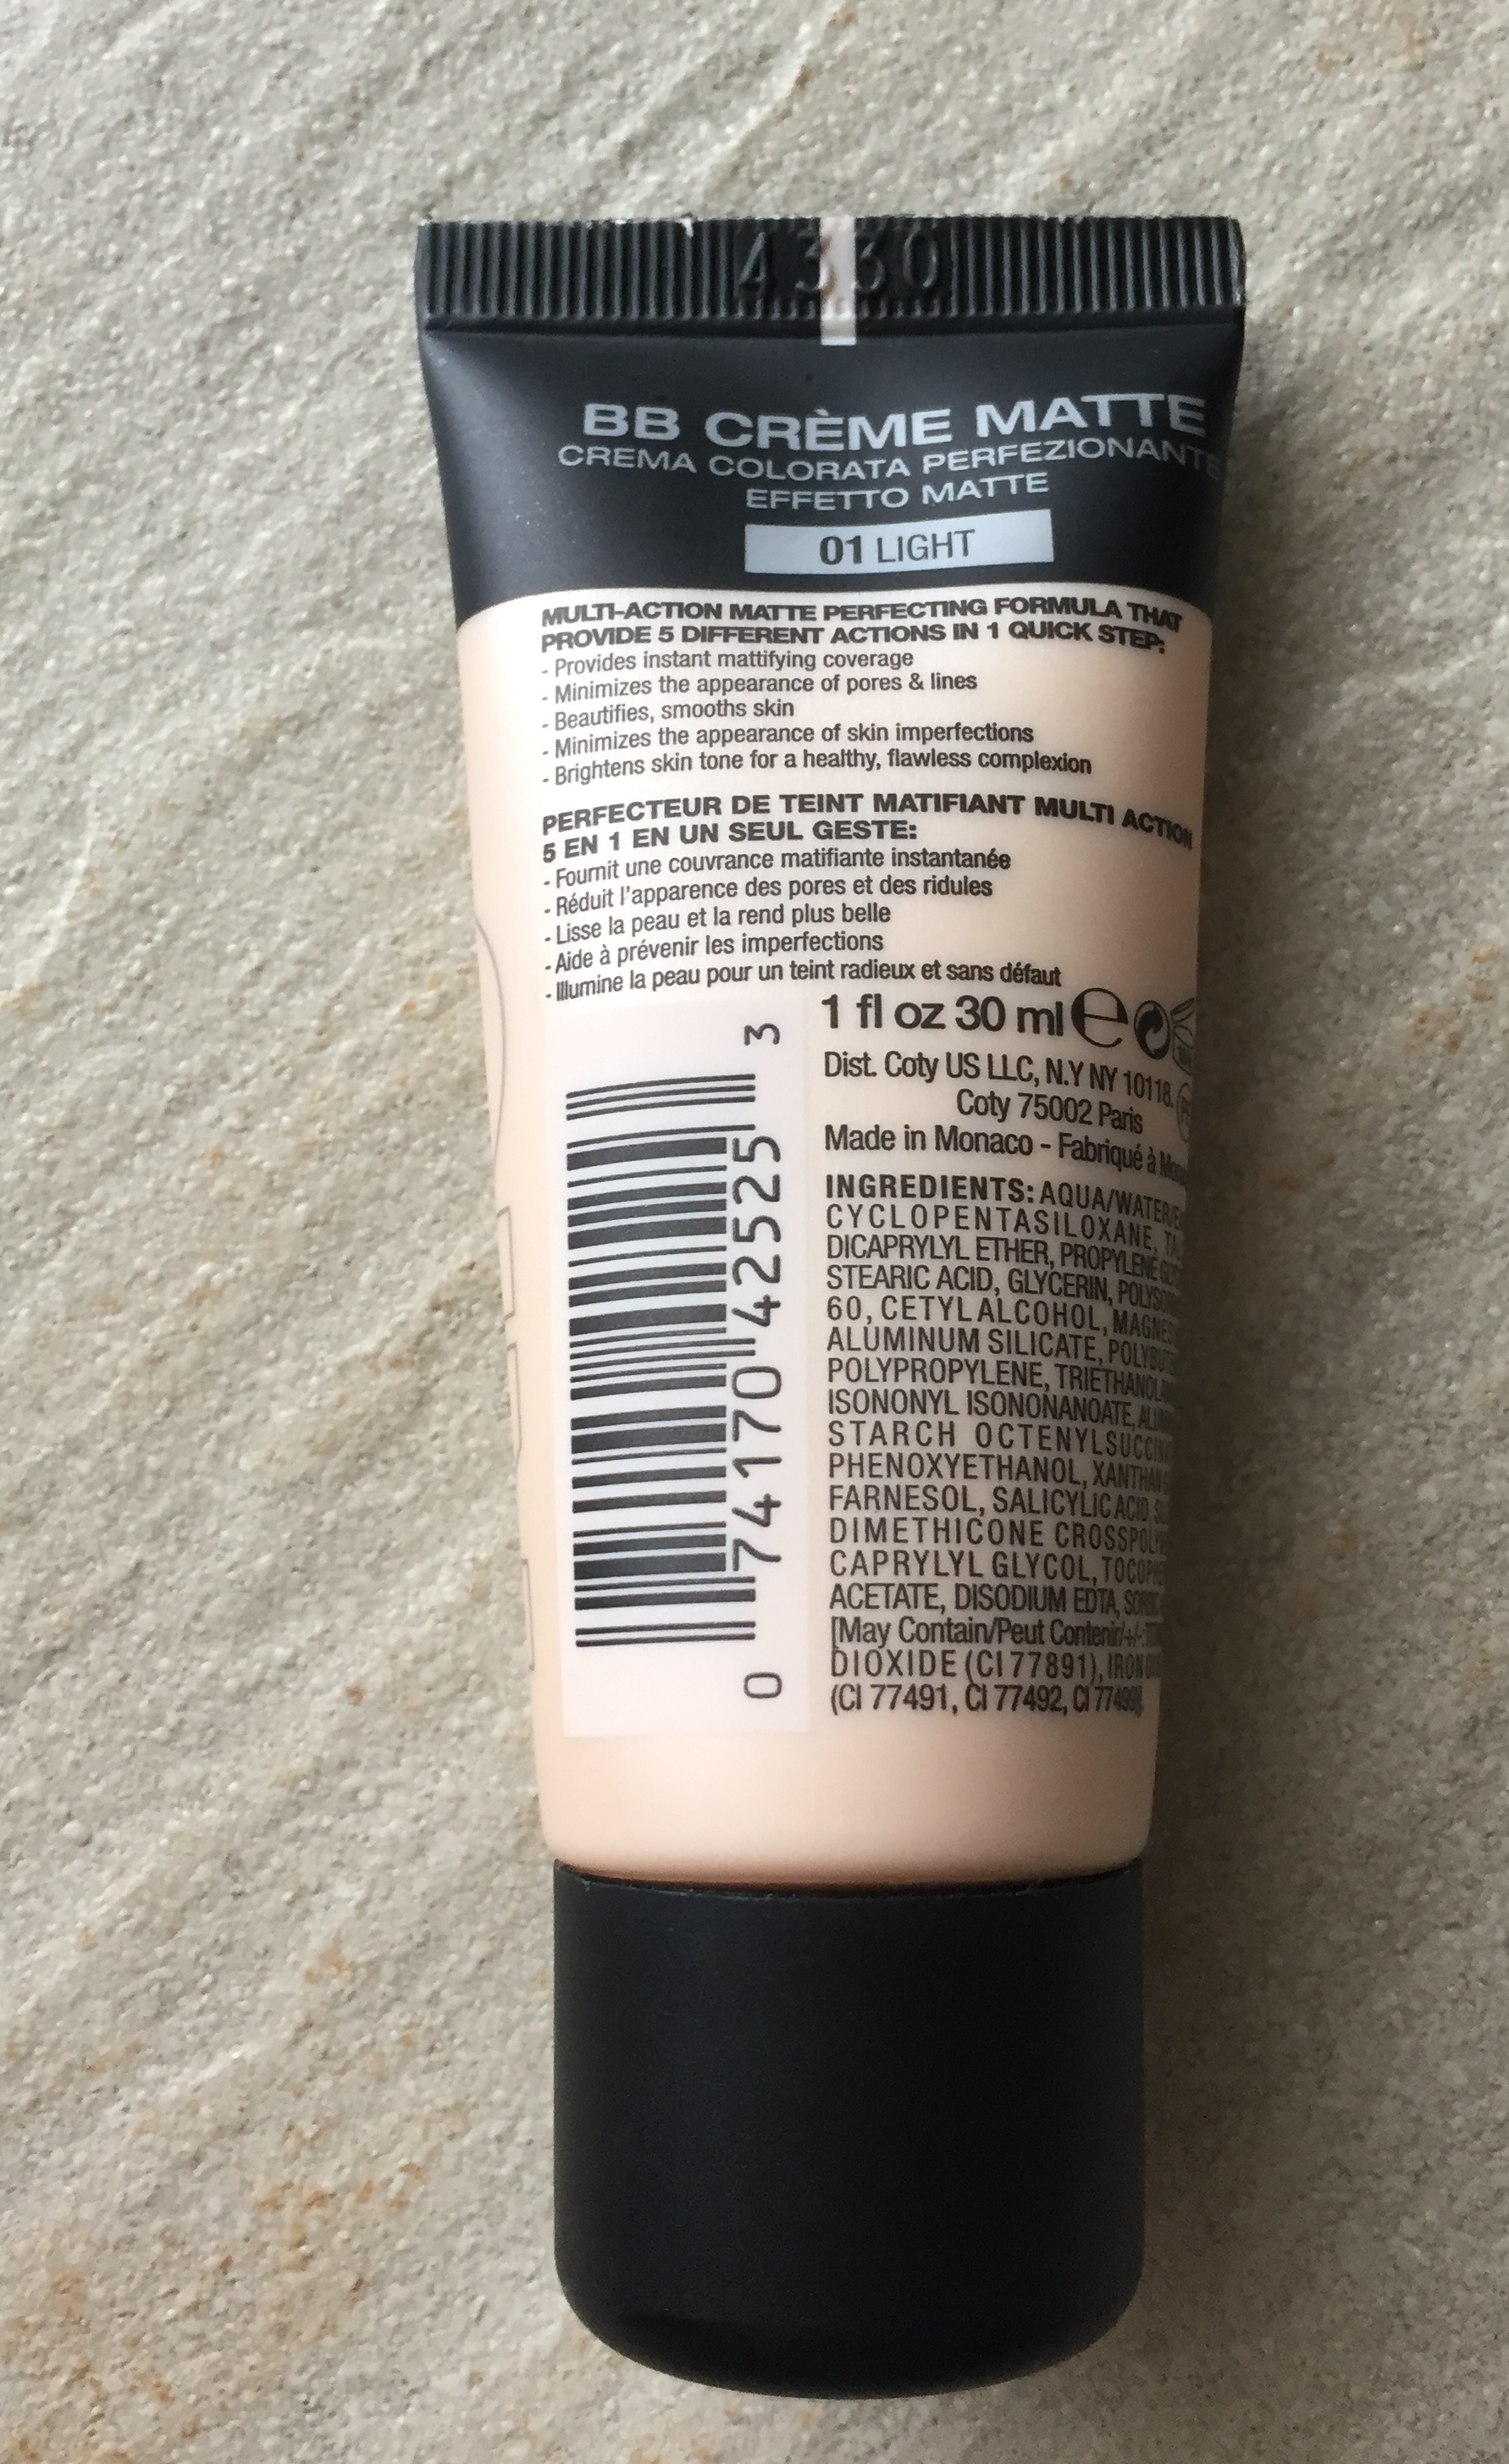 4330
BB CRÈME MATTE
CREMA COLORATA PERFEZIONANTE
EFFETTO MATTE
01 LIGHT
MULTI-ACTION MATTE PERFECTING FORMULA THAT
PROVIDE 5 DIFFERENT ACTIONS IN 1 QUICK STEP:
- Provides instant mattifying coverage
- Minimizes the appearance of pores & lines
- Beautifies, smooths skin
- Minimizes the appearance of skin imperfections
- Brightens skin tone for a healthy, flawless complexion
PERFECTEUR DE TEINT MATIFIANT MULTI ACTION
5 EN 1 EN UN SEUL GESTE:
- Fournit une couvrance matifiante instantanée
- Réduit l'apparence des pores et des ridules
- Lisse la peau et la rend plus belle
- Aide à prévenir les imperfections
- Illumine la peau pour un teint radieux et sans défaut
1 fl oz 30 ml e
Dist. Coty US LLC, N.Y NY 10118.
Coty 75002 Paris
Made in Monaco - Fabriqué à
INGREDIENTS: AQUA/WATER/
CYCLOPENTASILOXANE,
DICAPRYLYL ETHER, PROPYLENE
STEARIC ACID, GLYCERIN,
60, CETYL ALCOHOL,
ALUMINUM SILICATE,
POLYPROPYLENE,
ISONONYL ISONONANOATE,
STARCH
PHENOXYETHANOL, XANTHAN
FARNESOL, SALICYLIC ACID,
DIMETHICONE
CAPRYLYL GLYCOL,
ACETATE, DISODIUM EDTA,
[May Contain/Peut Contenir/+/-:
DIOXIDE (CI 77891), IRON
(CI 77491, CI 77492, CI 77499)].
0 74170 42525 3